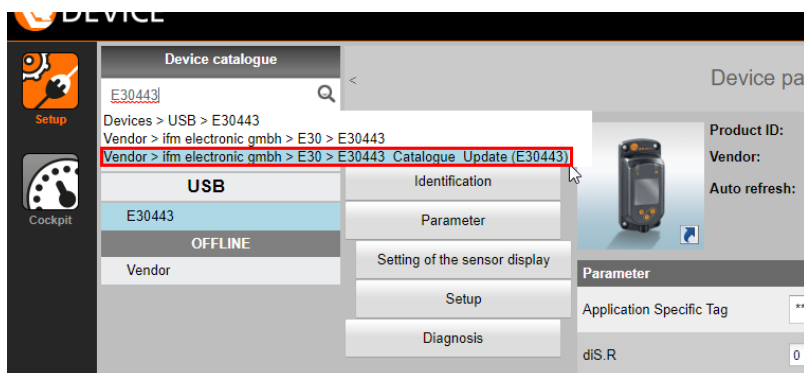 DEVICE
Device catalogue
<
Device pa
E30443
Setup
Devices > USB > E30443
Vendor > ifm electronic gmbh > E30 > E30443
Vendor > ifm electronic gmbh > E30 > E30443_Catalogue_Update (E30443)
Product ID:
Vendor:
Auto refresh:
USB
Identification
Cockpit
E30443
Parameter
OFFLINE
Vendor
Setting of the sensor display
Parameter
Setup
Application Specific Tag
**
Diagnosis
diS.R
0